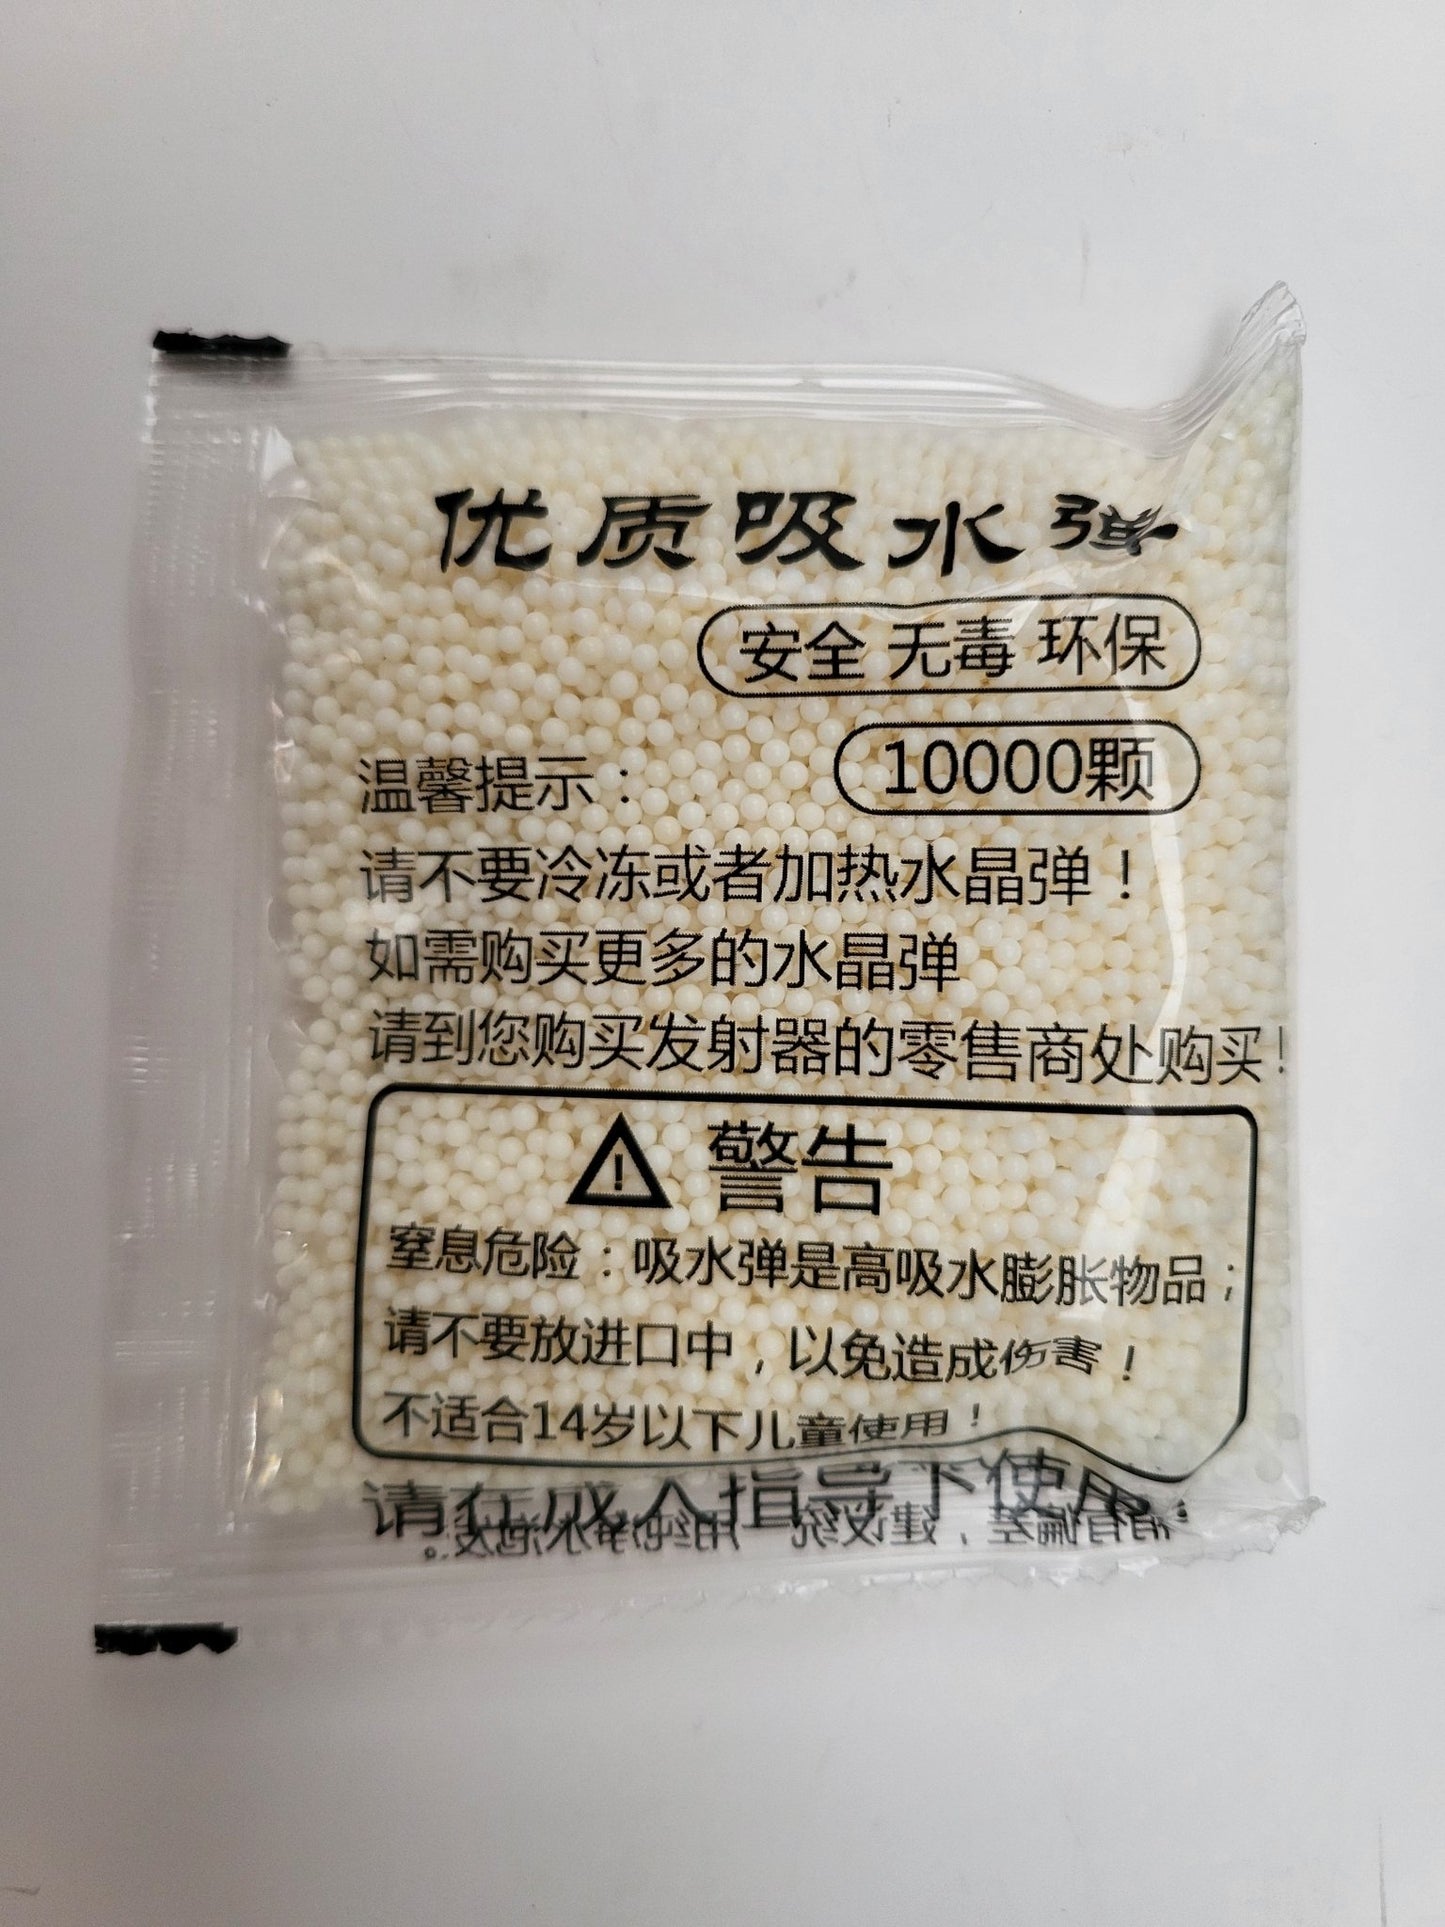 优质吸水弹
安全 无毒 环保
10000颗
温馨提示：
请不要冷冻或者加热水晶弹！
如需购买更多的水晶弹
请到您购买发射器的零售商处购买！
警告
窒息危险：吸水弹是高吸水膨胀物品；
请不要放进口中，以免造成伤害！
不适合14岁以下儿童使用！
请在成人指导下使用！